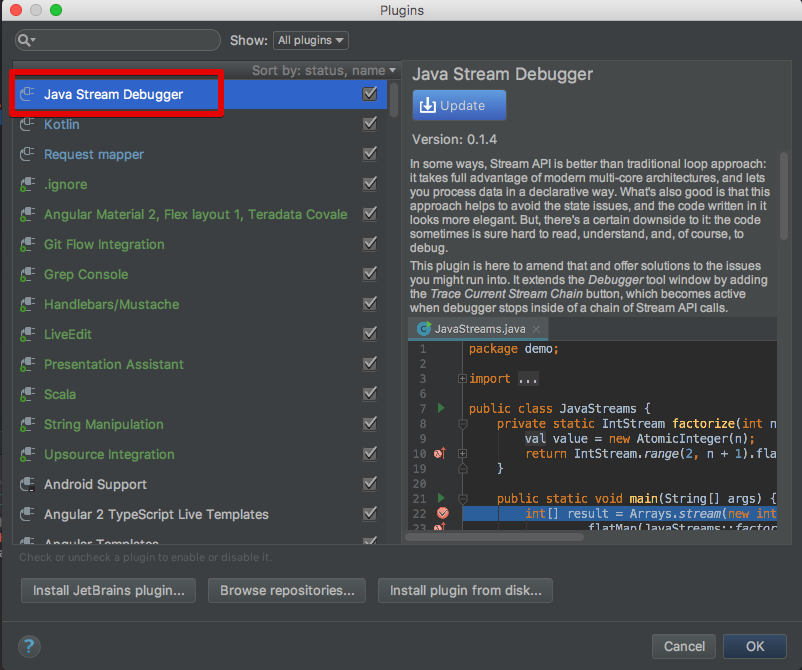 Plugins
Show: All plugins
Sort by: status, name
Java Stream Debugger
Kotlin
Request mapper
.ignore
Angular Material 2, Flex layout 1, Teradata Covale
Git Flow Integration
Grep Console
Handlebars/Mustache
LiveEdit
Presentation Assistant
Scala
String Manipulation
Upsource Integration
Android Support
Angular 2 TypeScript Live Templates
Angular Templates
Check or uncheck a plugin to enable or disable it.
Java Stream Debugger
Update
Version: 0.1.4
In some ways, Stream API is better than traditional loop approach:
it takes full advantage of modern multi-core architectures, and lets
you process data in a declarative way. What's also good is that this
approach helps to avoid the state issues, and the code written in it
looks more elegant. But, there's a certain downside to it: the code
sometimes is sure hard to read, understand, and, of course, to
debug.
This plugin is here to amend that and offer solutions to the issues
you might run into. It extends the Debugger tool window by adding
the Trace Current Stream Chain button, which becomes active
when debugger stops inside of a chain of Stream API calls.
JavaStreams.java
1 package demo;
2
3 import ...
6
7 public class JavaStreams {
8 private static IntStream factorize(int n
9 val value = new AtomicInteger(n);
10 return IntStream.range(2, n + 1).fla
19 }
20
21 public static void main(String[] args) {
22 int[] result = Arrays.stream(new int
23 flatMap(JavaStreams::factor
Install JetBrains plugin...
Browse repositories...
Install plugin from disk...
?
Cancel
OK